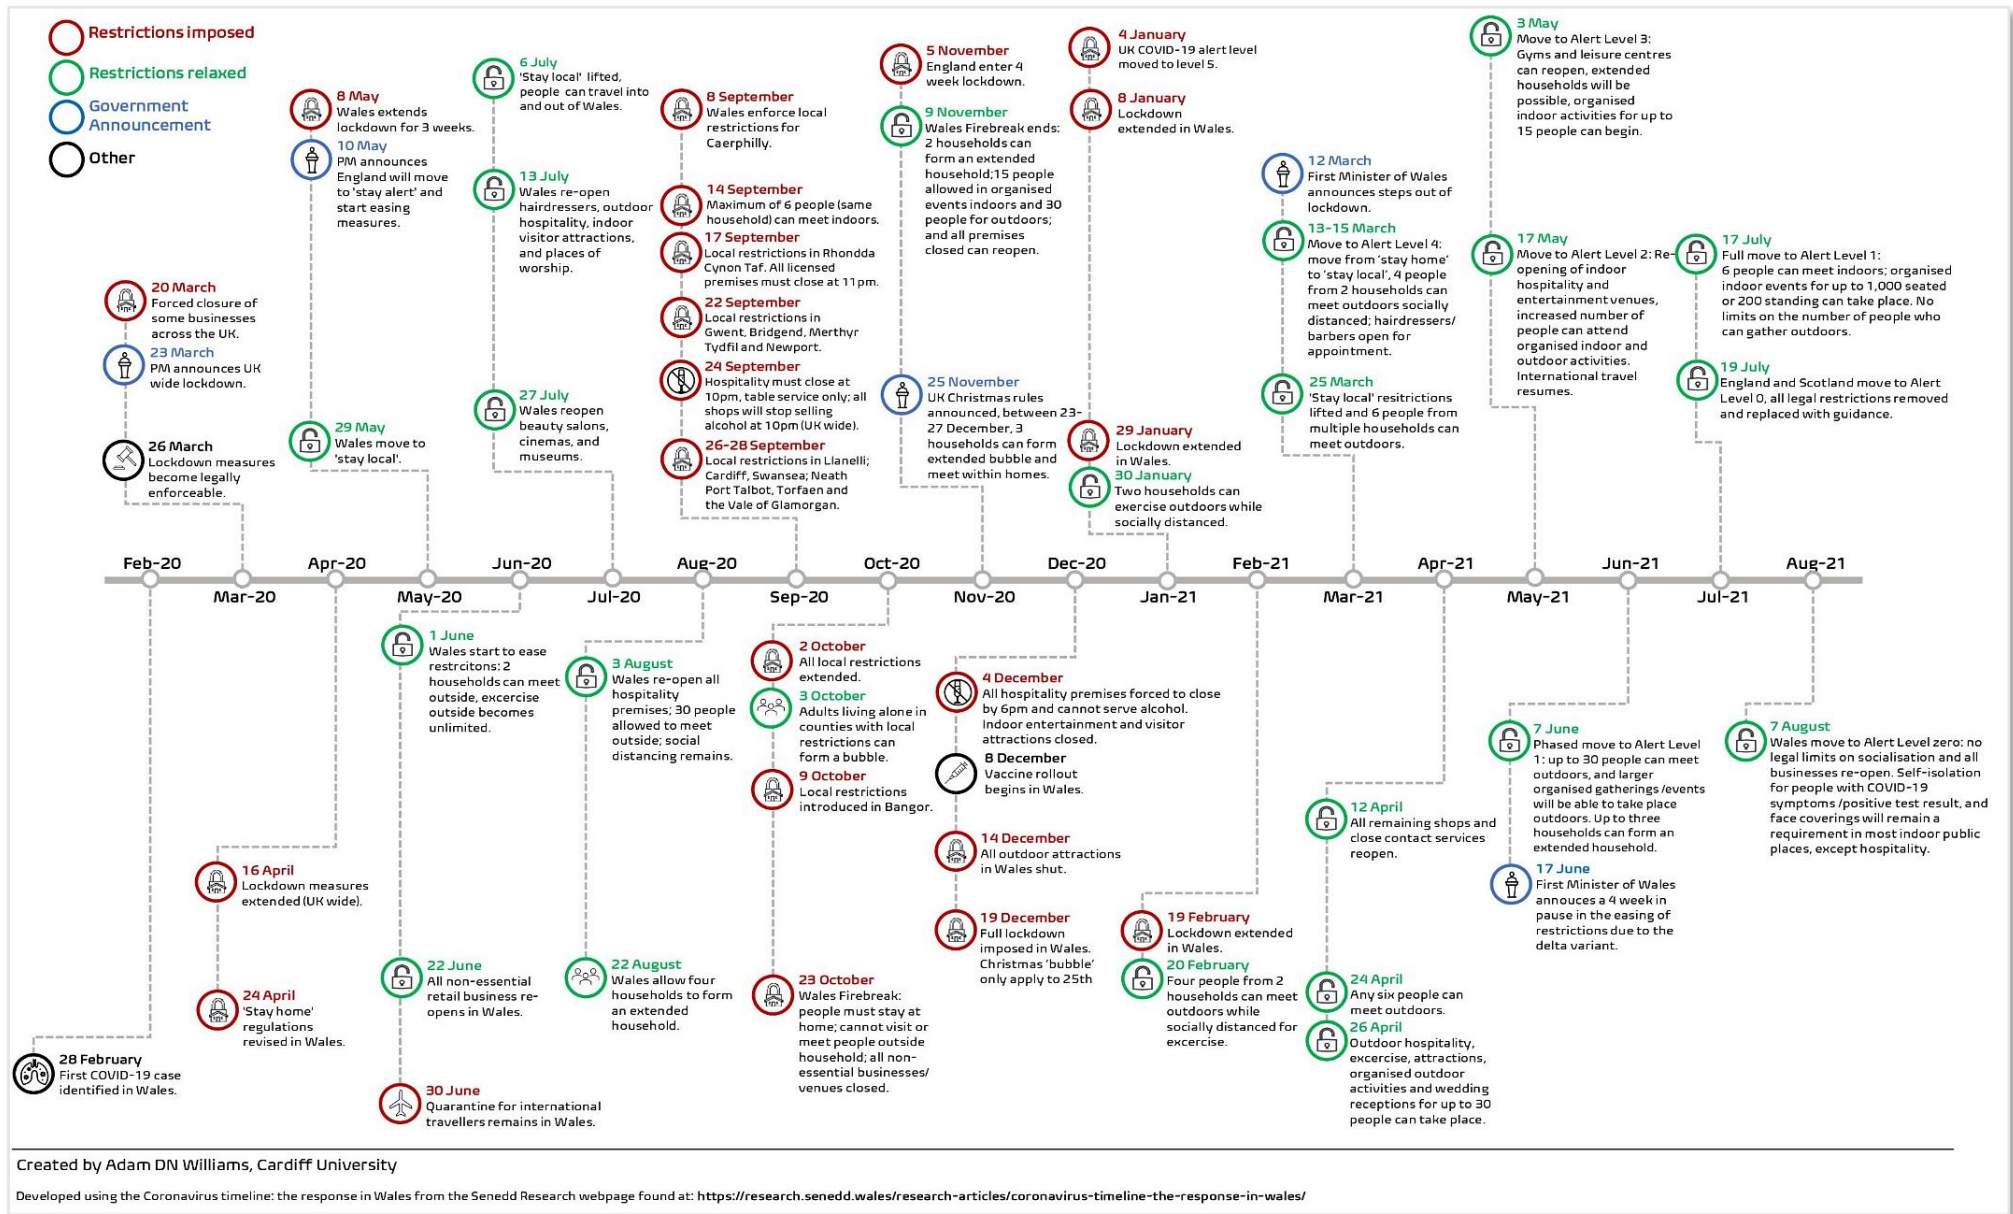 Restrictions imposed
Restrictions relaxed
Government
Announcement
Other
20 March
Forced closure of
some businesses
across the UK.
23 March
PM announces UK
wide lockdown.
26 March
Lockdown measures
become legally
enforceable.
8 May
Wales extends
lockdown for 3 weeks.
10 May
PM announces
England will move
to 'stay alert' and
start easing
measures.
29 May
Wales move to
'stay local'.
6 July
'Stay local' lifted,
people can travel into
and out of Wales.
13 July
Wales re-open
hairdressers, outdoor
hospitality, indoor
visitor attractions,
and places of
worship.
27 July
Wales reopen
beauty salons,
cinemas, and
museums.
8 September
Wales enforce local
restrictions for
Caerphilly.
14 September
Maximum of 6 people (same
household) can meet indoors.
17 September
Local restrictions in Rhondda
Cynon Taf. All licensed
premises must close at 11pm.
22 September
Local restrictions in
Gwent, Bridgend, Merthyr
Tydfil and Newport.
24 September
Hospitality must close at
10pm, table service only; all
shops will stop selling
alcohol at 10pm (UK wide).
26-28 September
Local restrictions in Llanelli;
Cardiff, Swansea; Neath
Port Talbot, Torfaen and
the Vale of Glamorgan.
5 November
England enter 4
week lockdown.
9 November
Wales Firebreak ends:
2 households can
form an extended
household;15 people
allowed in organised
events indoors and 30
people for outdoors;
and all premises
closed can reopen.
25 November
UK Christmas rules
announced, between 23-
27 December, 3
households can form
extended bubble and
meet within homes.
4 January
UK COVID-19 alert level
moved to level 5.
8 January
Lockdown
extended in Wales.
29 January
Lockdown extended
in Wales.
30 January
Two households can
exercise outdoors while
socially distanced.
12 March
First Minister of Wales
announces steps out of
lockdown.
13-15 March
Move to Alert Level 4:
move from 'stay home'
to 'stay local', 4 people
from 2 households can
meet outdoors socially
distanced; hairdressers/
barbers open for
appointment.
25 March
'Stay local' resitrictions
lifted and 6 people from
multiple households can
meet outdoors.
3 May
Move to Alert Level 3:
Gyms and leisure centres
can reopen, extended
households will be
possible, organised
indoor activities for up to
15 people can begin.
17 May
Move to Alert Level 2: Re-
opening of indoor
hospitality and
entertainment venues,
increased number of
people can attend
organised indoor and
outdoor activities.
International travel
resumes.
17 July
Full move to Alert Level 1:
6 people can meet indoors; organised
indoor events for up to 1,000 seated
or 200 standing can take place. No
limits on the number of people who
can gather outdoors.
19 July
England and Scotland move to Alert
Level 0, all legal restrictions removed
and replaced with guidance.
Feb-20
Mar-20
Apr-20
May-20
Jun-20
Jul-20
Aug-20
Sep-20
Oct-20
Nov-20
Dec-20
Jan-21
Feb-21
Mar-21
Apr-21
May-21
Jun-21
Jul-21
Aug-21
28 February
First COVID-19 case
identified in Wales.
16 April
Lockdown measures
extended (UK wide).
24 April
'Stay home'
regulations
revised in Wales.
1 June
Wales start to ease
restrcitons: 2
households can meet
outside, excercise
outside becomes
unlimited.
22 June
All non-essential
retail business re-
opens in Wales.
30 June
Quarantine for international
travellers remains in Wales.
3 August
Wales re-open all
hospitality
premises; 30 people
allowed to meet
outside; social
distancing remains.
22 August
Wales allow four
households to form
an extended
household.
2 October
All local restrictions
extended.
3 October
Adults living alone in
counties with local
restrictions can
form a bubble.
9 October
Local restrictions
introduced in Bangor.
23 October
Wales Firebreak:
people must stay at
home; cannot visit or
meet people outside
household; all non-
essential businesses/
venues closed.
4 December
All hospitality premises forced to close
by 6pm and cannot serve alcohol.
Indoor entertainment and visitor
attractions closed.
8 December
Vaccine rollout
begins in Wales.
14 December
All outdoor attractions
in Wales shut.
19 December
Full lockdown
imposed in Wales.
Christmas 'bubble'
only apply to 25th
19 February
Lockdown extended
in Wales.
20 February
Four people from 2
households can meet
outdoors while
socially distanced for
excercise.
12 April
All remaining shops and
close contact services
reopen.
24 April
Any six people can
meet outdoors.
26 April
Outdoor hospitality,
excercise, attractions,
organised outdoor
activities and wedding
receptions for up to 30
people can take place.
7 June
Phased move to Alert Level
1: up to 30 people can meet
outdoors, and larger
organised gatherings /events
will be able to take place
outdoors. Up to three
households can form an
extended household.
17 June
First Minister of Wales
annouces a 4 week in
pause in the easing of
restrictions due to the
delta variant.
7 August
Wales move to Alert Level zero: no
legal limits on socialisation and all
businesses re-open. Self-isolation
for people with COVID-19
symptoms /positive test result, and
face coverings will remain a
requirement in most indoor public
places, except hospitality.
Created by Adam DN Williams, Cardiff University
Developed using the Coronavirus timeline: the response in Wales from the Senedd Research webpage found at: https://research.senedd.wales/research-articles/coronavirus-timeline-the-response-in-wales/